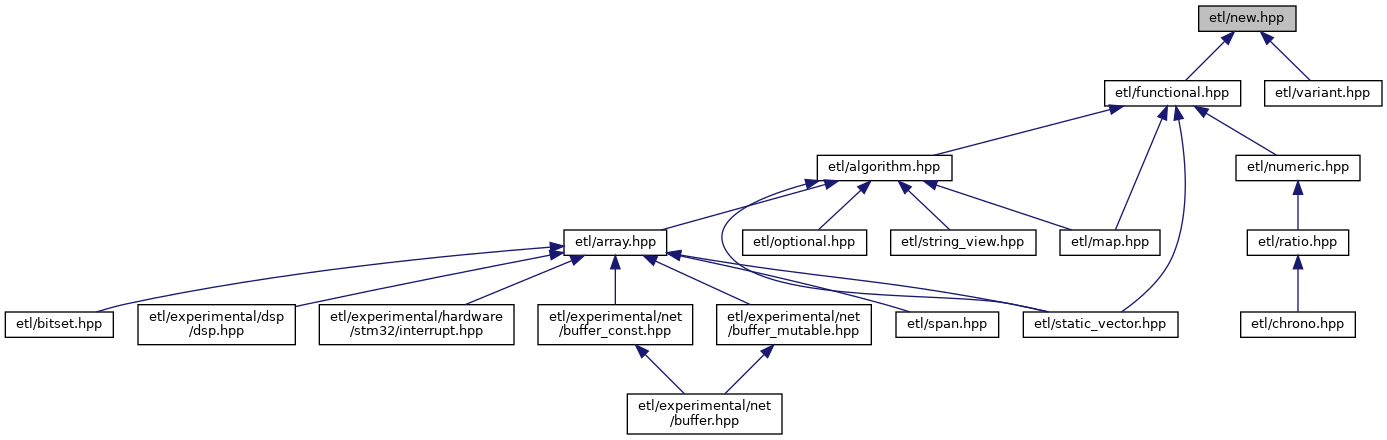 etl/new.hpp
etl/functional.hpp
etl/variant.hpp
etl/algorithm.hpp
etl/numeric.hpp
etl/array.hpp
etl/optional.hpp
etl/string_view.hpp
etl/map.hpp
etl/ratio.hpp
etl/bitset.hpp
etl/experimental/dsp
/dsp.hpp
etl/experimental/hardware
/stm32/interrupt.hpp
etl/experimental/net
/buffer_const.hpp
etl/experimental/net
/buffer_mutable.hpp
etl/span.hpp
etl/static_vector.hpp
etl/chrono.hpp
etl/experimental/net
/buffer.hpp